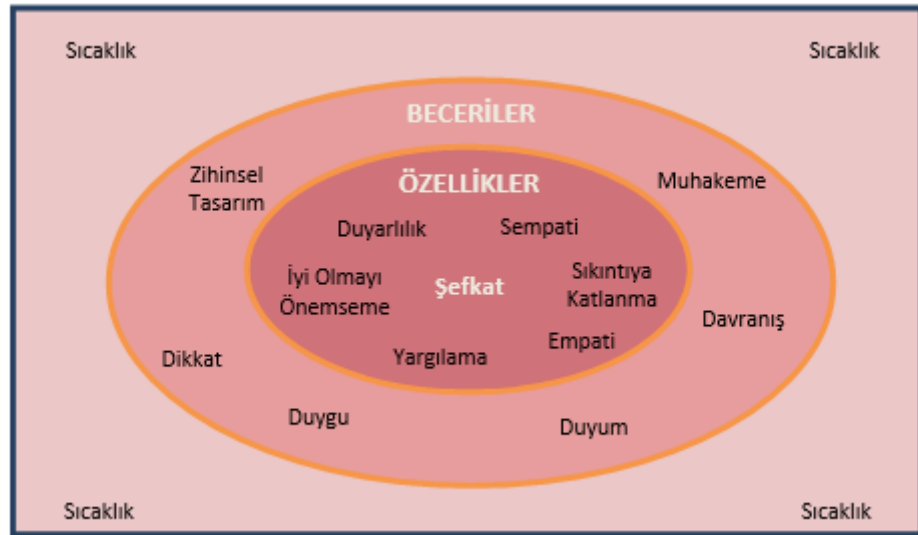 Sıcaklık
Sıcaklık
BECERİLER
Zihinsel
Tasarım
Muhakeme
ÖZELLİKLER
Duyarlılık
Sempati
İyi Olmayı
Önemseme
Şefkat
Sıkıntıya
Katlanma
Davranış
Empati
Yargılama
Dikkat
Duygu
Duyum
Sıcaklık
Sıcaklık